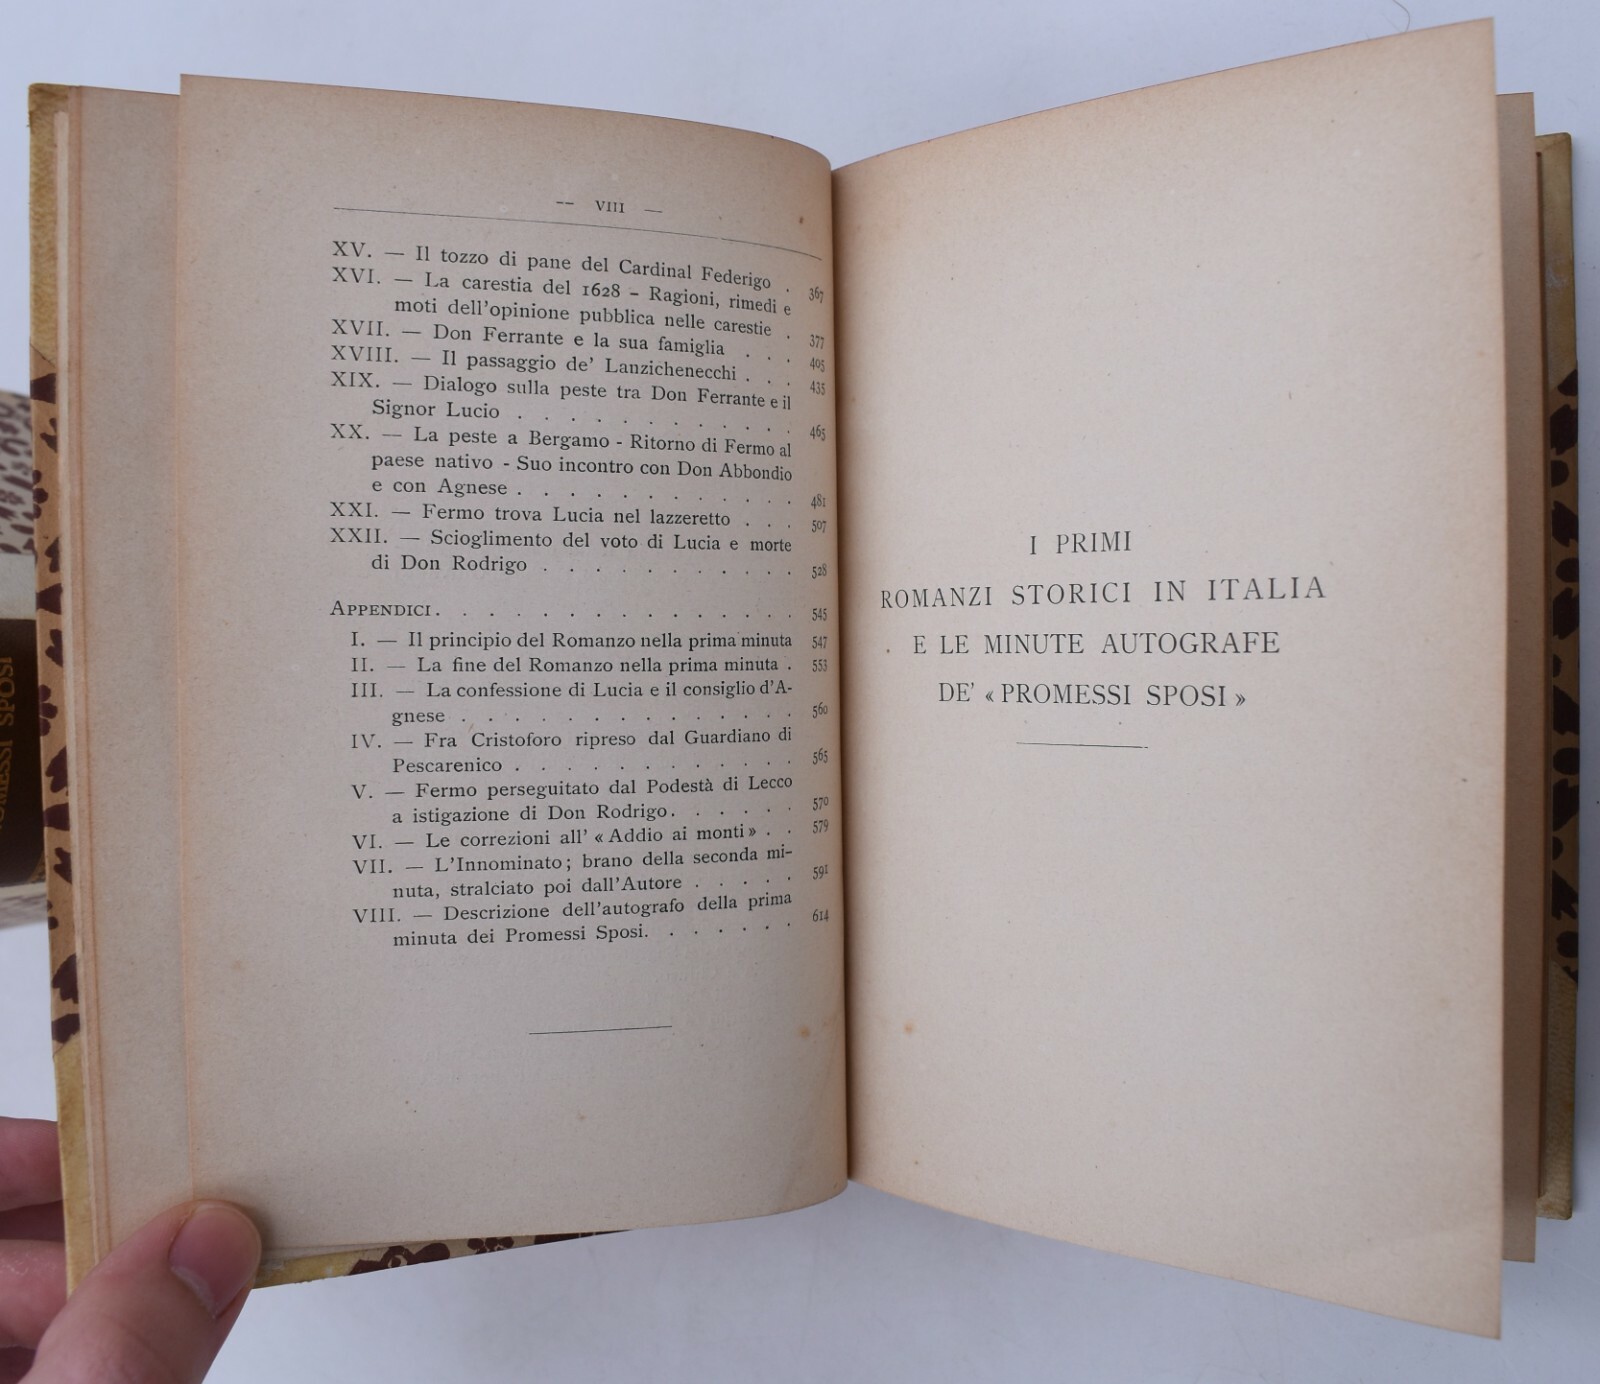 -- VIII —
XV. — Il tozzo di pane del Cardinal Federigo . 367
XVI. — La carestia del 1628 - Ragioni, rimedi e
moti dell'opinione pubblica nelle carestie . 377
XVII. — Don Ferrante e la sua famiglia . . . 405
XVIII. — Il passaggio de' Lanzichenecchi . . . 435
XIX. — Dialogo sulla peste tra Don Ferrante e il
Signor Lucio . . . . . . . . . . . 465
XX. — La peste a Bergamo - Ritorno di Fermo al
paese nativo - Suo incontro con Don Abbondio
e con Agnese . . . . . . . . . . . . 481
XXI. — Fermo trova Lucia nel lazzeretto . . . 507
XXII. — Scioglimento del voto di Lucia e morte
di Don Rodrigo . . . . . . . . . . . 528
APPENDICI. . . . . . . . . . . . . . . 545
I. — Il principio del Romanzo nella prima minuta 547
II. — La fine del Romanzo nella prima minuta . 553
III. — La confessione di Lucia e il consiglio d'A-
gnese . . . . . . . . . . . . . . 560
IV. — Fra Cristoforo ripreso dal Guardiano di
Pescarenico . . . . . . . . . . . . 565
V. — Fermo perseguitato dal Podestà di Lecco
a istigazione di Don Rodrigo. . . . . . 570
VI. — Le correzioni all' « Addio ai monti » . . 579
VII. — L'Innominato ; brano della seconda mi-
nuta, stralciato poi dall'Autore . . . . . 591
VIII. — Descrizione dell'autografo della prima
minuta dei Promessi Sposi. . . . . . . 614
I PRIMI
ROMANZI STORICI IN ITALIA
E LE MINUTE AUTOGRAFE
DE' « PROMESSI SPOSI »
SPOSI